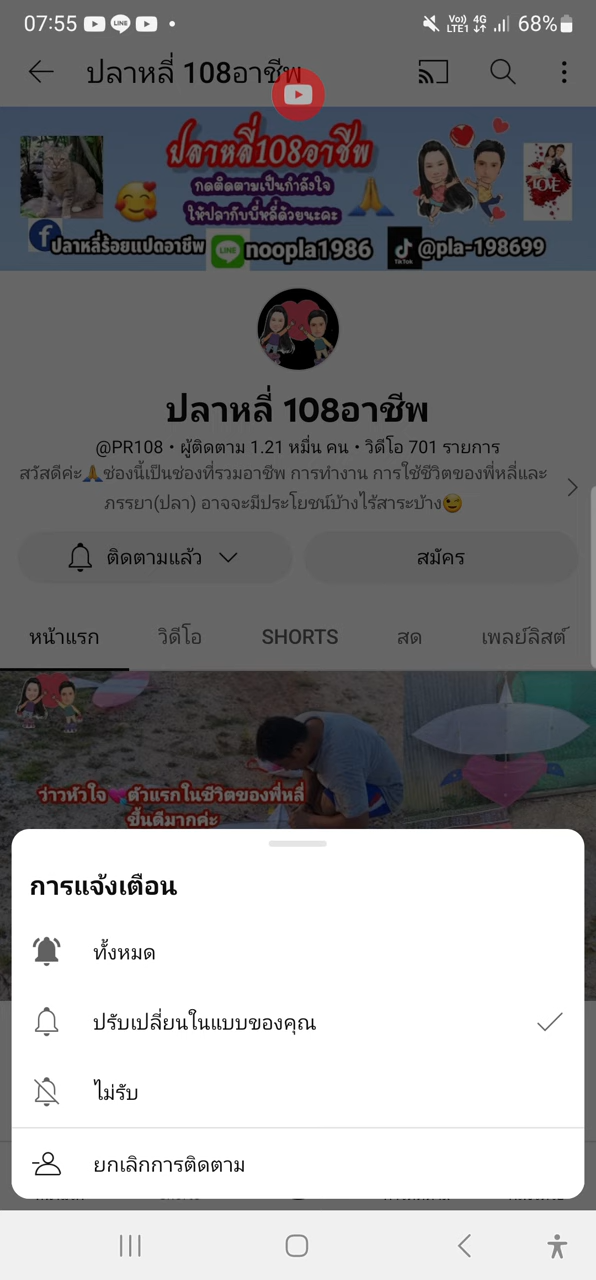 07:55
LINE
Vo)) 4G
LTE1
68%
ปลาหลี่ 108อาชีพ
ปลาหลี่108อาชีพ
กดติดตามเป็นกำลังใจ
ให้ปลากับบี่หลี่ด้วยนะคะ
LOVE
ปลาหลี่ร้อยแปดอาชีพ
LINE
noopla1986
TikTok
@pla-198699
ปลาหลี่ 108อาชีพ
@PR108 • ผู้ติดตาม 1.21 หมื่น คน • วิดีโอ 701 รายการ
สวัสดีค่ะ🙏ช่องนี้เป็นช่องที่รวมอาชีพ การทำงาน การใช้ชีวิตของพี่หลี่และ
ภรรยา(ปลา) อาจจะมีประโยชน์บ้างไร้สาระบ้าง😉
ติดตามแล้ว
สมัคร
หน้าแรก วิดีโอ SHORTS สด เพลย์ลิสต์
ว่าวหัวใจ💗ตัวแรกในชีวิตของพี่หลี่
ขึ้นดีมากค่ะ
การแจ้งเตือน
ทั้งหมด
ปรับเปลี่ยนในแบบของคุณ
ไม่รับ
ยกเลิกการติดตาม